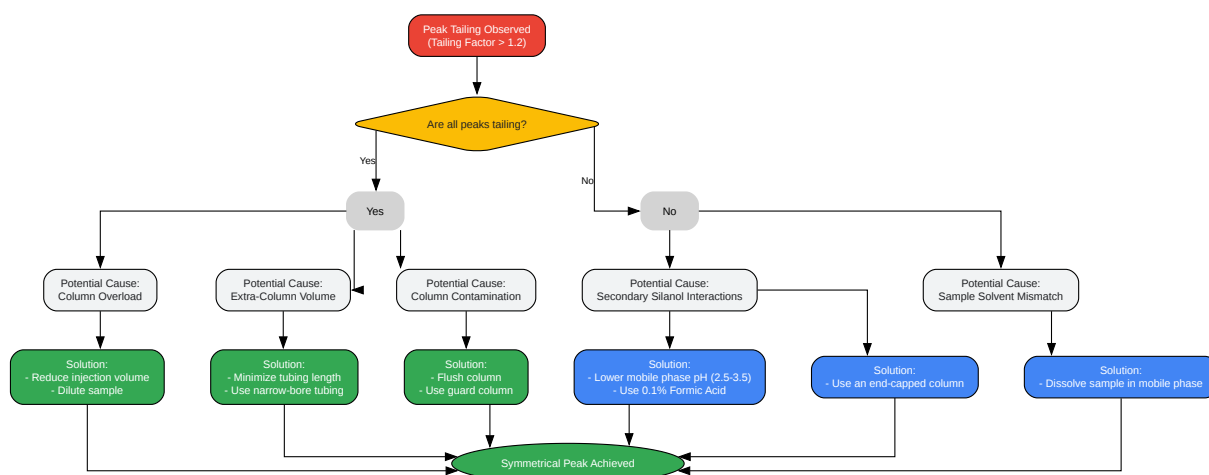 Peak Tailing Observed
(Tailing Factor > 1.2)
Are all peaks tailing?
Yes
No
Yes
No
Potential Cause:
Column Overload
Potential Cause:
Extra-Column Volume
Potential Cause:
Column Contamination
Potential Cause:
Secondary Silanol Interactions
Potential Cause:
Sample Solvent Mismatch
Solution:
- Reduce injection volume
- Dilute sample
Solution:
- Minimize tubing length
- Use narrow-bore tubing
Solution:
- Flush column
- Use guard column
Solution:
- Lower mobile phase pH (2.5-3.5)
- Use 0.1% Formic Acid
Solution:
- Use an end-capped column
Solution:
- Dissolve sample in mobile phase
Symmetrical Peak Achieved